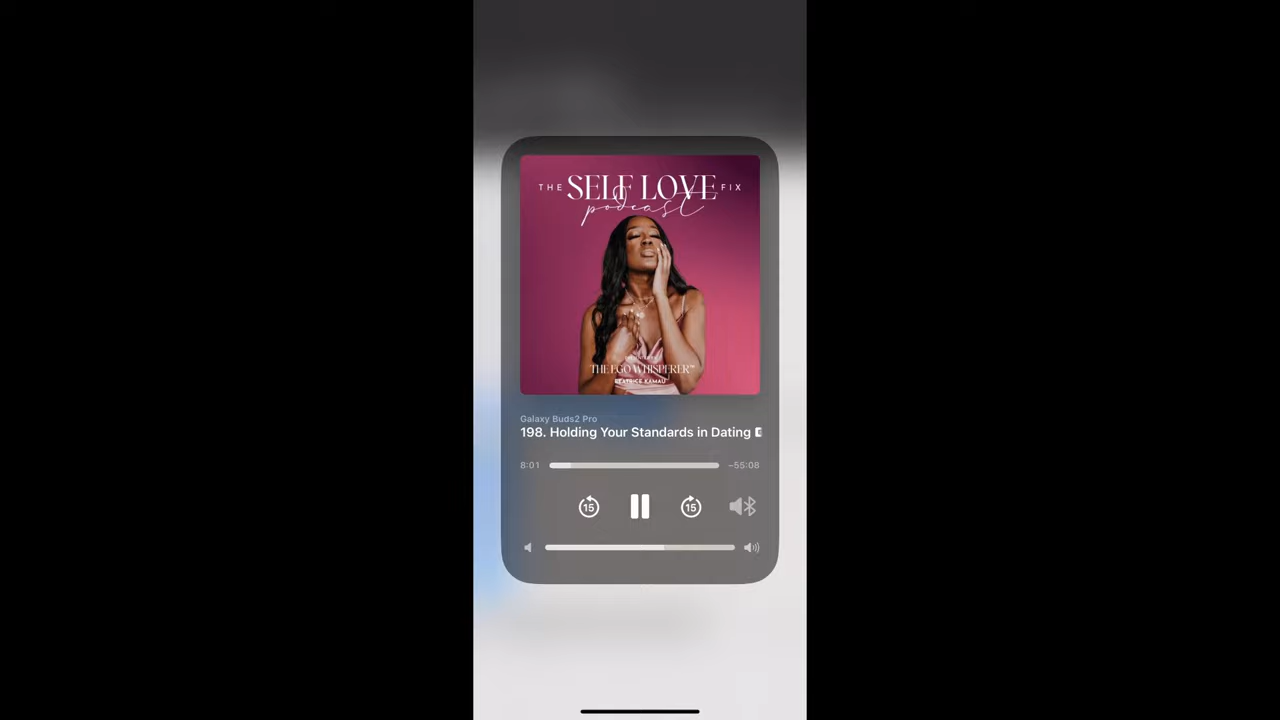 THE SELF LOVE FIX
podcast
THE EGO WHISPERER™
BEATRICE KAMAU
Galaxy Buds2 Pro
198. Holding Your Standards in Dating
8:01
-55:08
15
15